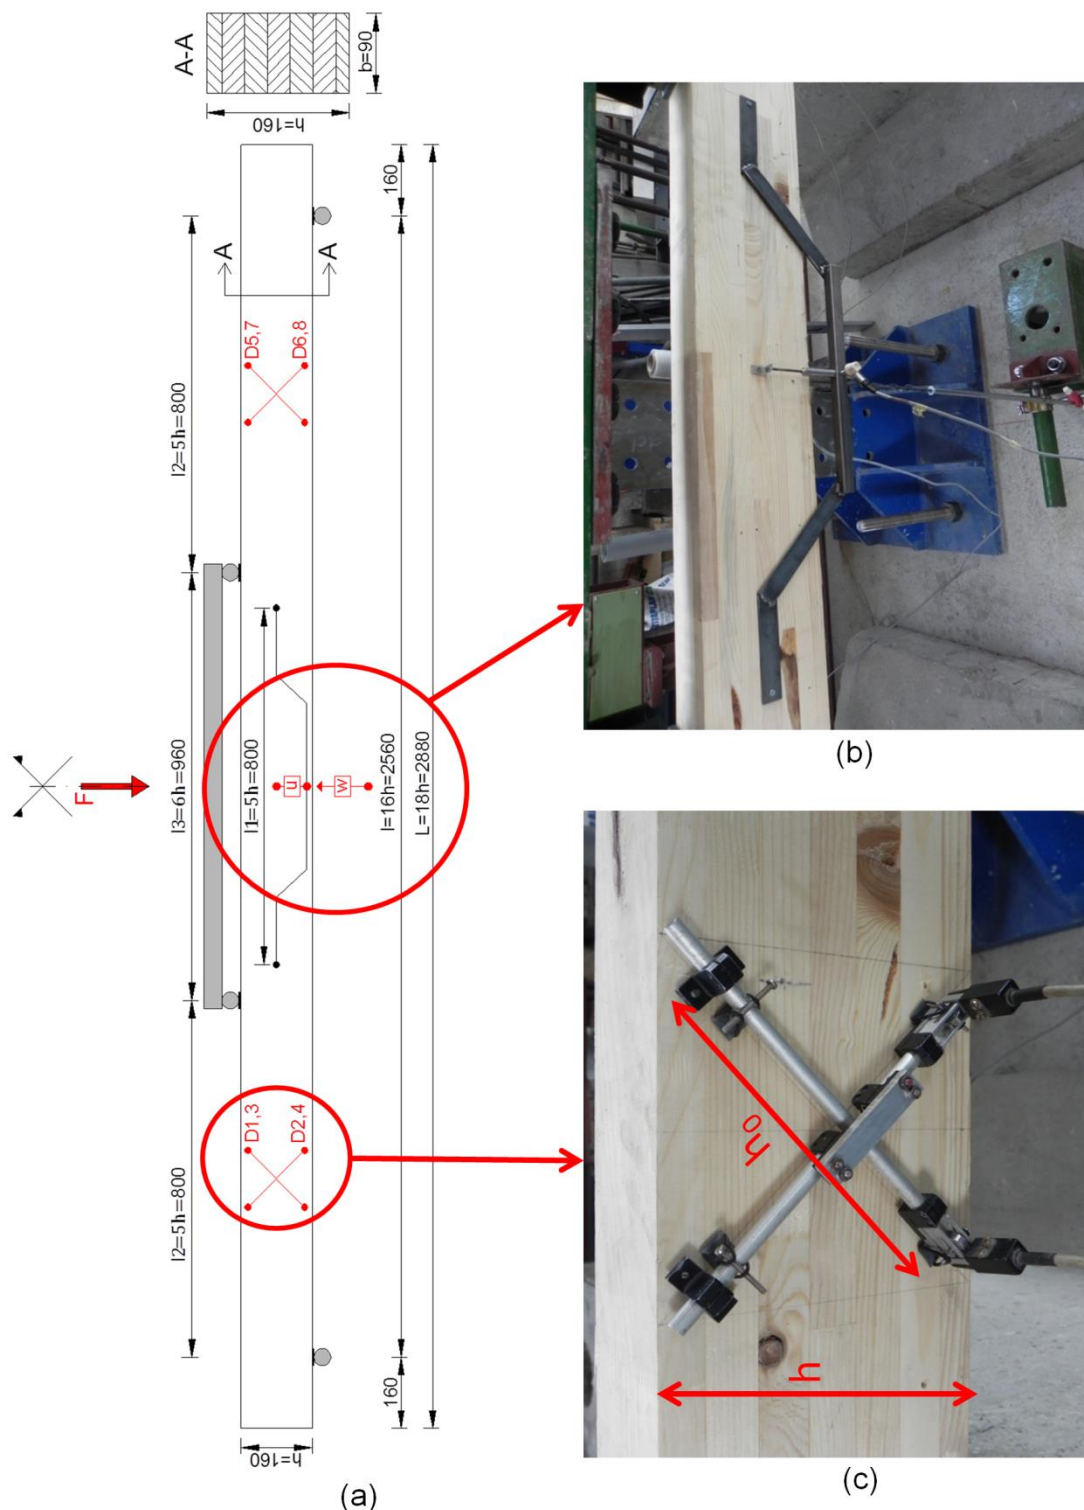 A-A
h=160
b=90
F
l2=5h=800
l3=6h=960
l2=5h=800
l1=5h=800
u
w
A
A
D1,3
D2,4
D5,7
D6,8
h=160
160
l=16h=2560
160
L=18h=2880
(a)
(b)
h0
h
(c)